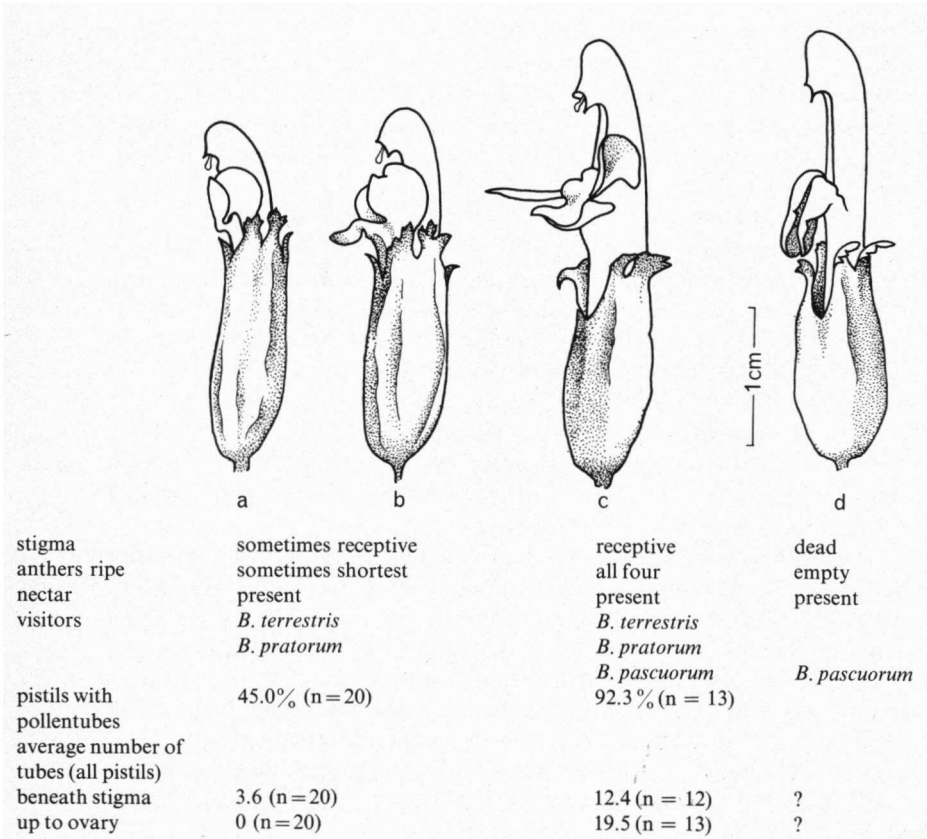 1cm
a b c d
stigma sometimes receptive receptive dead
anthers ripe sometimes shortest all four empty
nectar present present present
visitors B. terrestris B. terrestris
B. pratorum B. pratorum
B. pascuorum B. pascuorum
pistils with 45.0% (n=20) 92.3% (n = 13)
pollentubes
average number of
tubes (all pistils)
beneath stigma 3.6 (n=20) 12.4 (n = 12) ?
up to ovary 0 (n=20) 19.5 (n = 13) ?